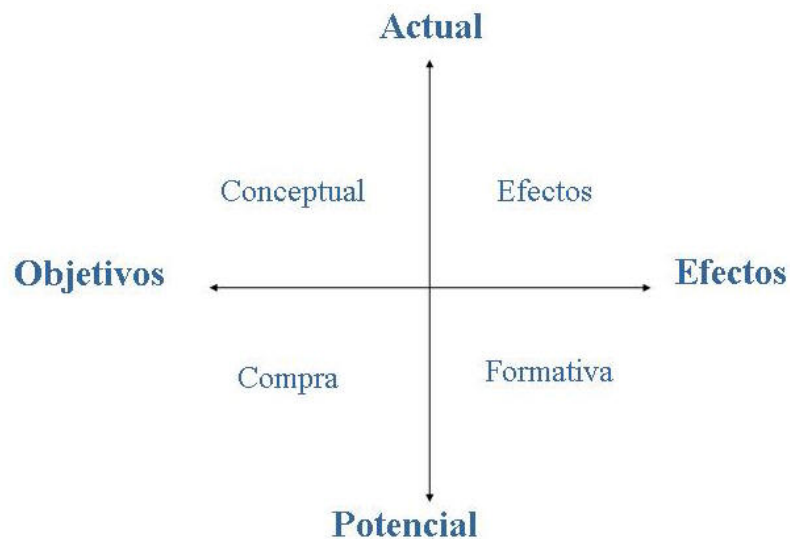 Actual
Conceptual Efectos
Objetivos Efectos
Compra Formativa
Potencial